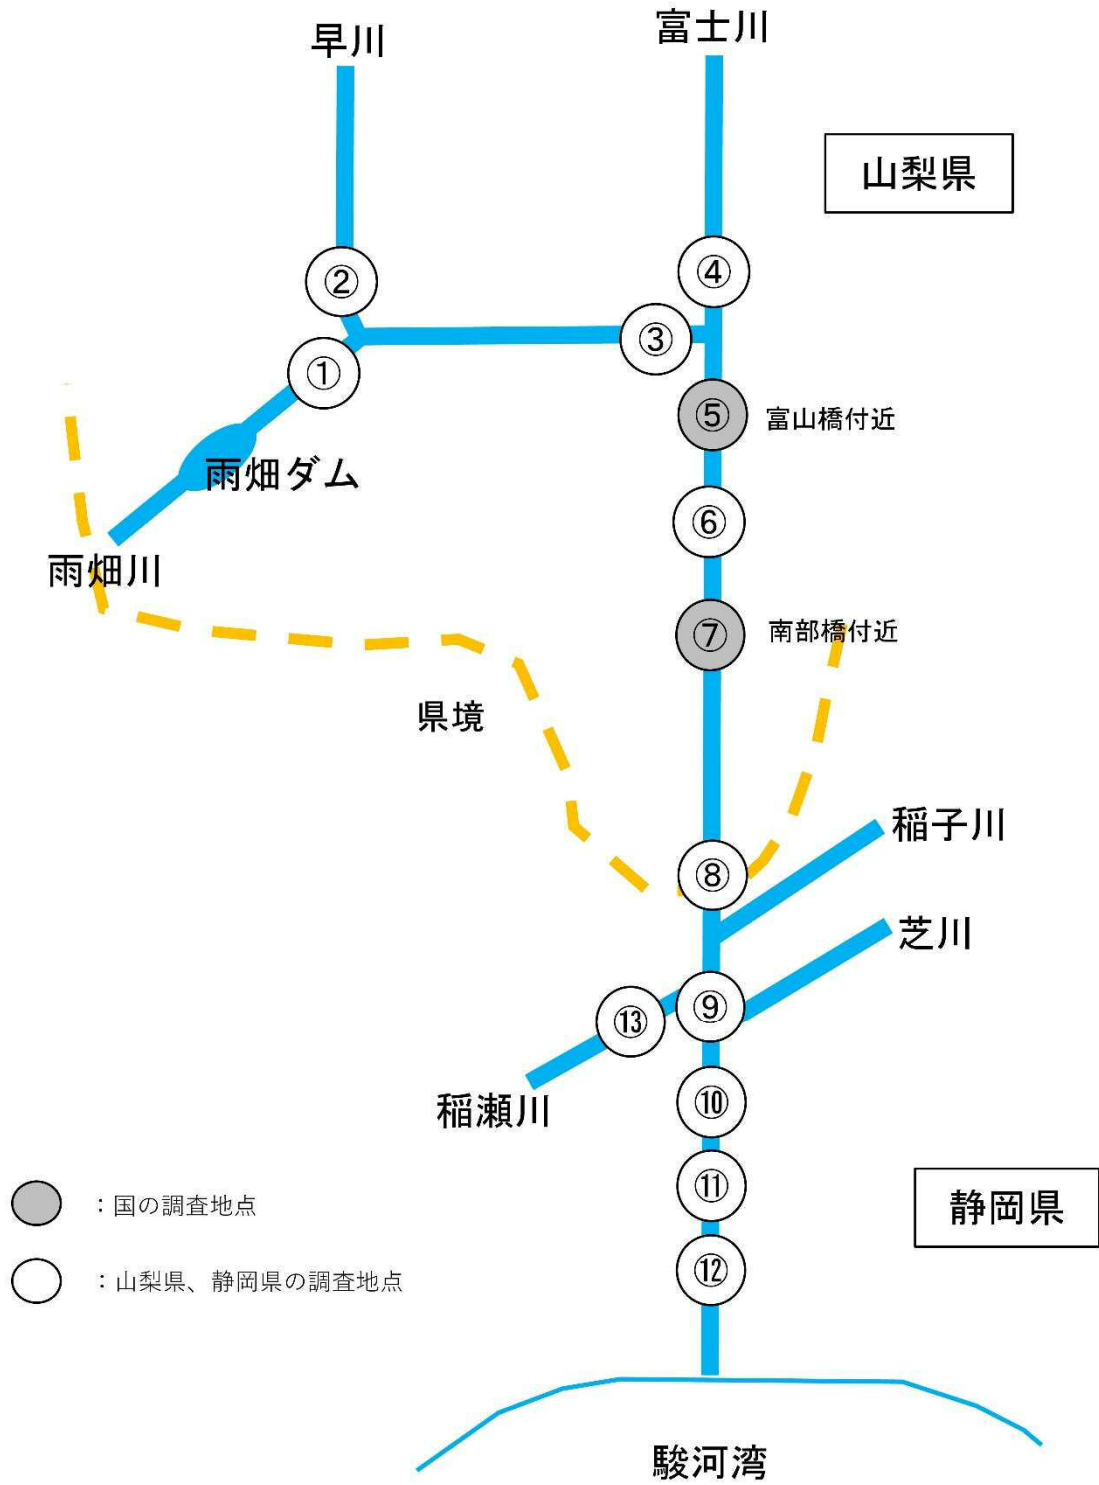 早川
富士川
山梨県
②
④
③
①
⑤
富山橋付近
雨畑ダム
⑥
雨畑川
⑦
南部橋付近
県境
稲子川
⑧
芝川
⑨
⑬
稲瀬川
⑩
⑪
：国の調査地点
静岡県
⑫
：山梨県、静岡県の調査地点
駿河湾